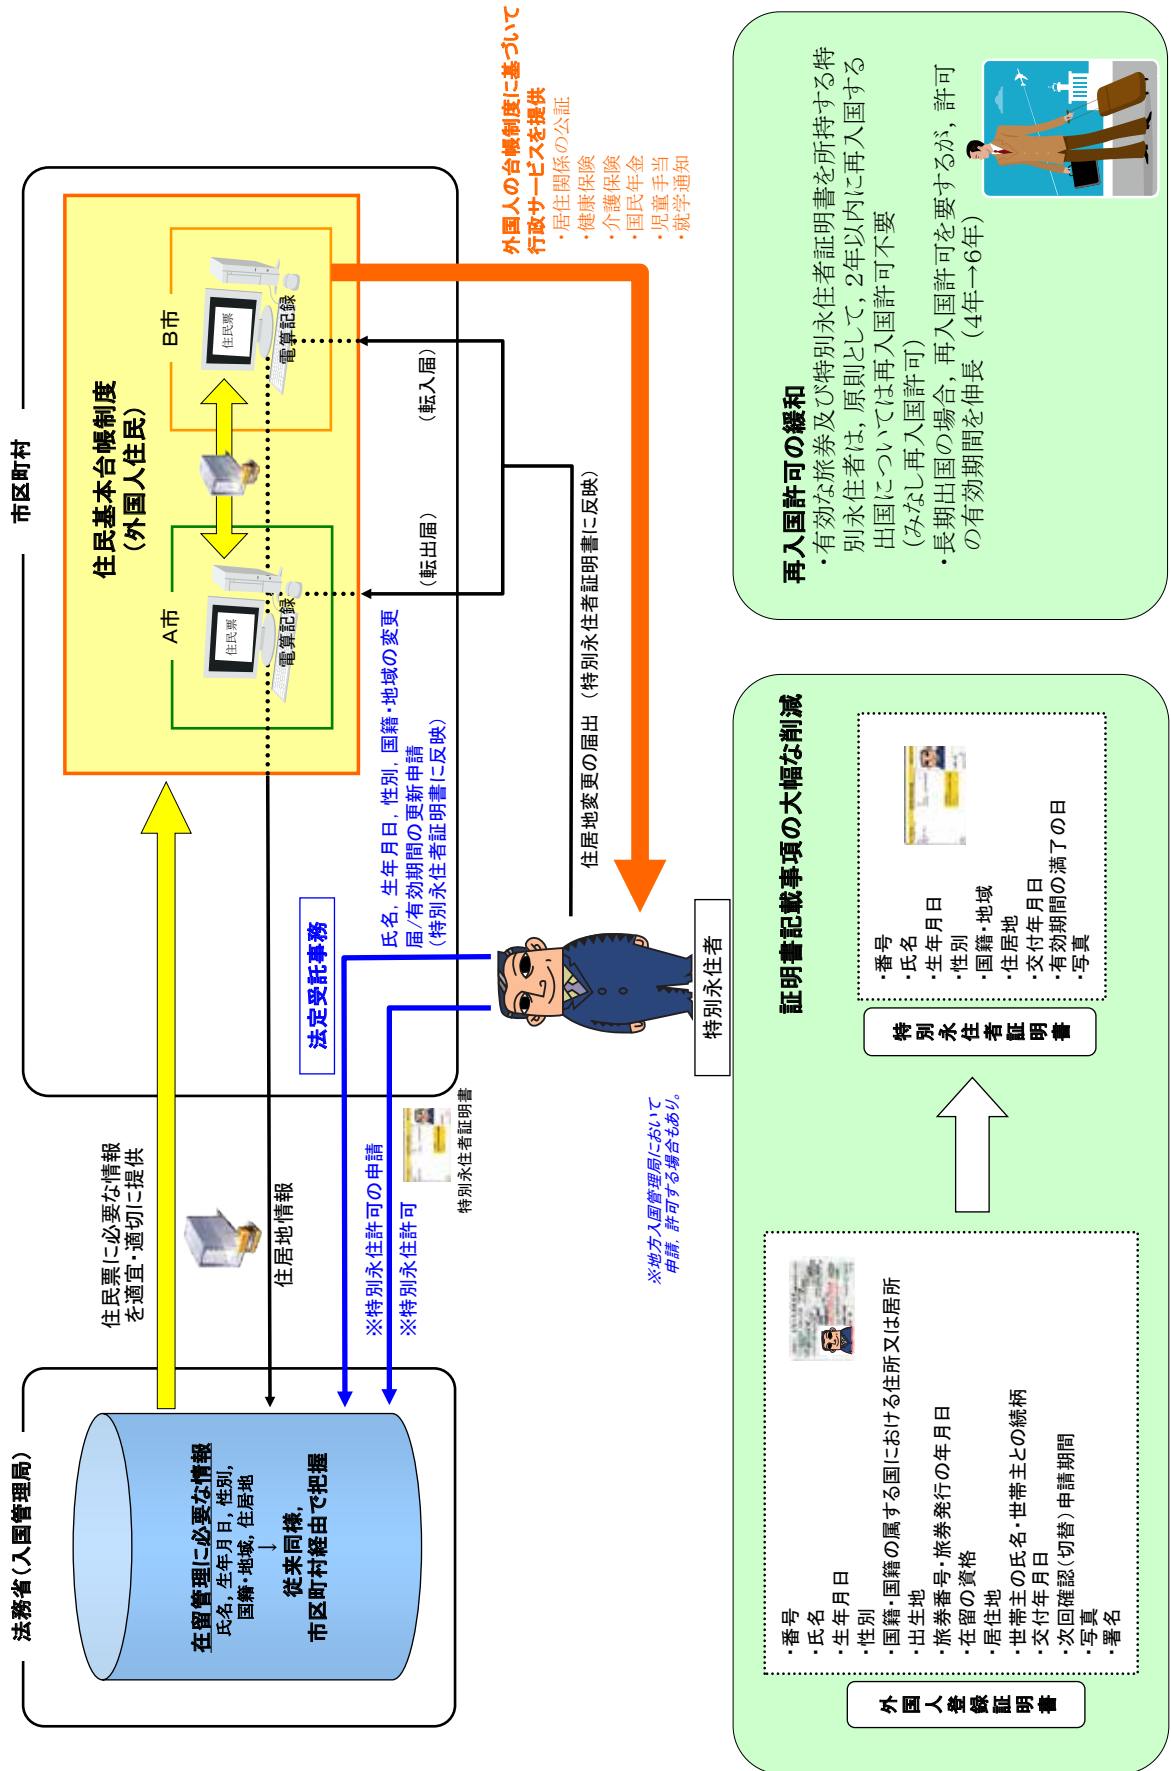 法務省(入国管理局)
在留管理に必要な情報
氏名, 生年月日, 性別,
国籍・地域, 住居地
↓
従来同様,
市区町村経由で把握
住民票に必要な情報
を適宜・適切に提供
住居地情報
※特別永住許可の申請
※特別永住許可
特別永住者証明書
法定受託事務
氏名, 生年月日, 性別, 国籍・地域の変更
届/有効期間の更新申請
(特別永住者証明書に反映)
市区町村
住民基本台帳制度
(外国人住民)
A市
住民票
電算記録
B市
住民票
電算記録
(転出届)
(転入届)
住居地変更の届出 (特別永住者証明書に反映)
外国人の台帳制度に基づいて
行政サービスを提供
・居住関係の公証
・健康保険
・介護保険
・国民年金
・児童手当
・就学通知
特別永住者
※地方入国管理局において
申請, 許可する場合もあり。
証明書記載事項の大幅な削減
外国人登録証明書
・番号
・氏名
・生年月日
・性別
・国籍・国籍の属する国における住所又は居所
・出生地
・旅券番号・旅券発行の年月日
・在留の資格
・居住地
・世帯主の氏名・世帯主との続柄
・交付年月日
・次回確認(切替)申請期間
・写真
・署名
特別永住者証明書
・番号
・氏名
・生年月日
・性別
・国籍・地域
・住居地
・交付年月日
・有効期間の満了の日
・写真
再入国許可の緩和
・有効な旅券及び特別永住者証明書を所持する特
別永住者は, 原則として, 2年以内に再入国する
出国については再入国許可不要
(みなし再入国許可)
・長期出国の場合, 再入国許可を要するが, 許可
の有効期間を伸長 (4年→6年)